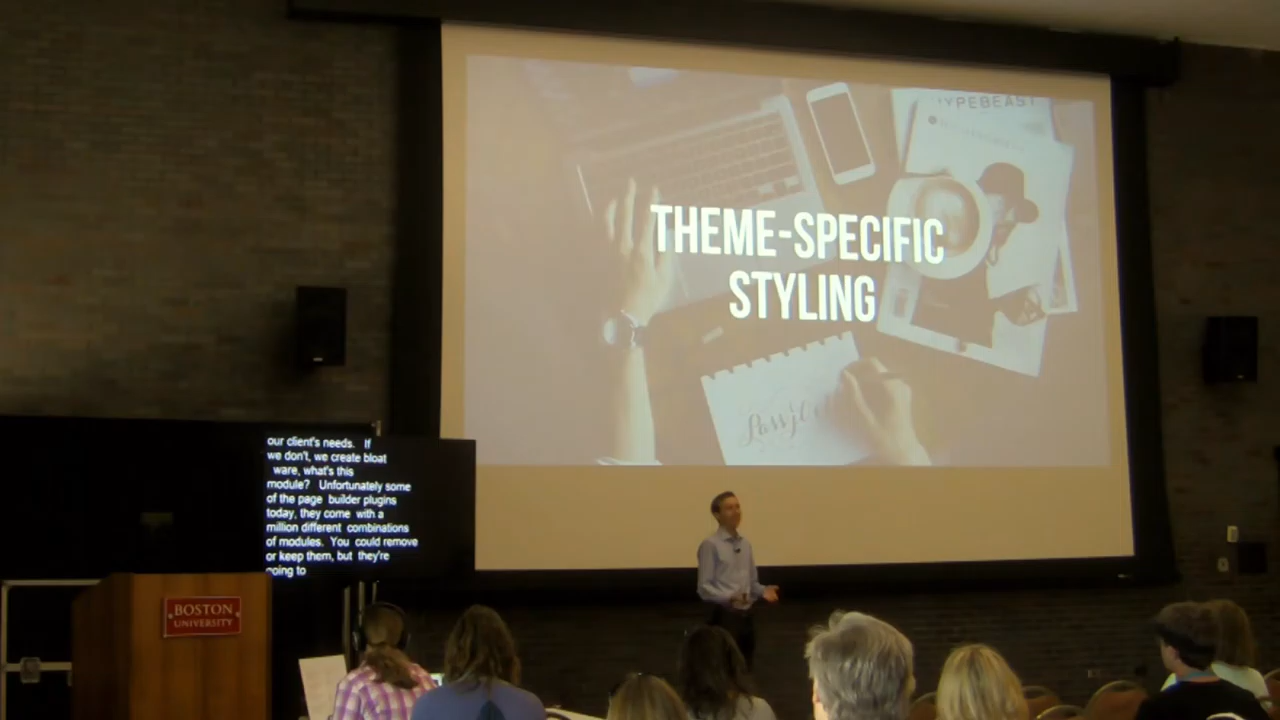 YPEBEAST
THEME-SPECIFIC
STYLING
our client's needs. If
we don't, we create bloat
ware, what's this
module? Unfortunately some
of the page builder plugins
today, they come with a
million different combinations
of modules. You could remove
or keep them, but they're
going to
BOSTON
UNIVERSITY